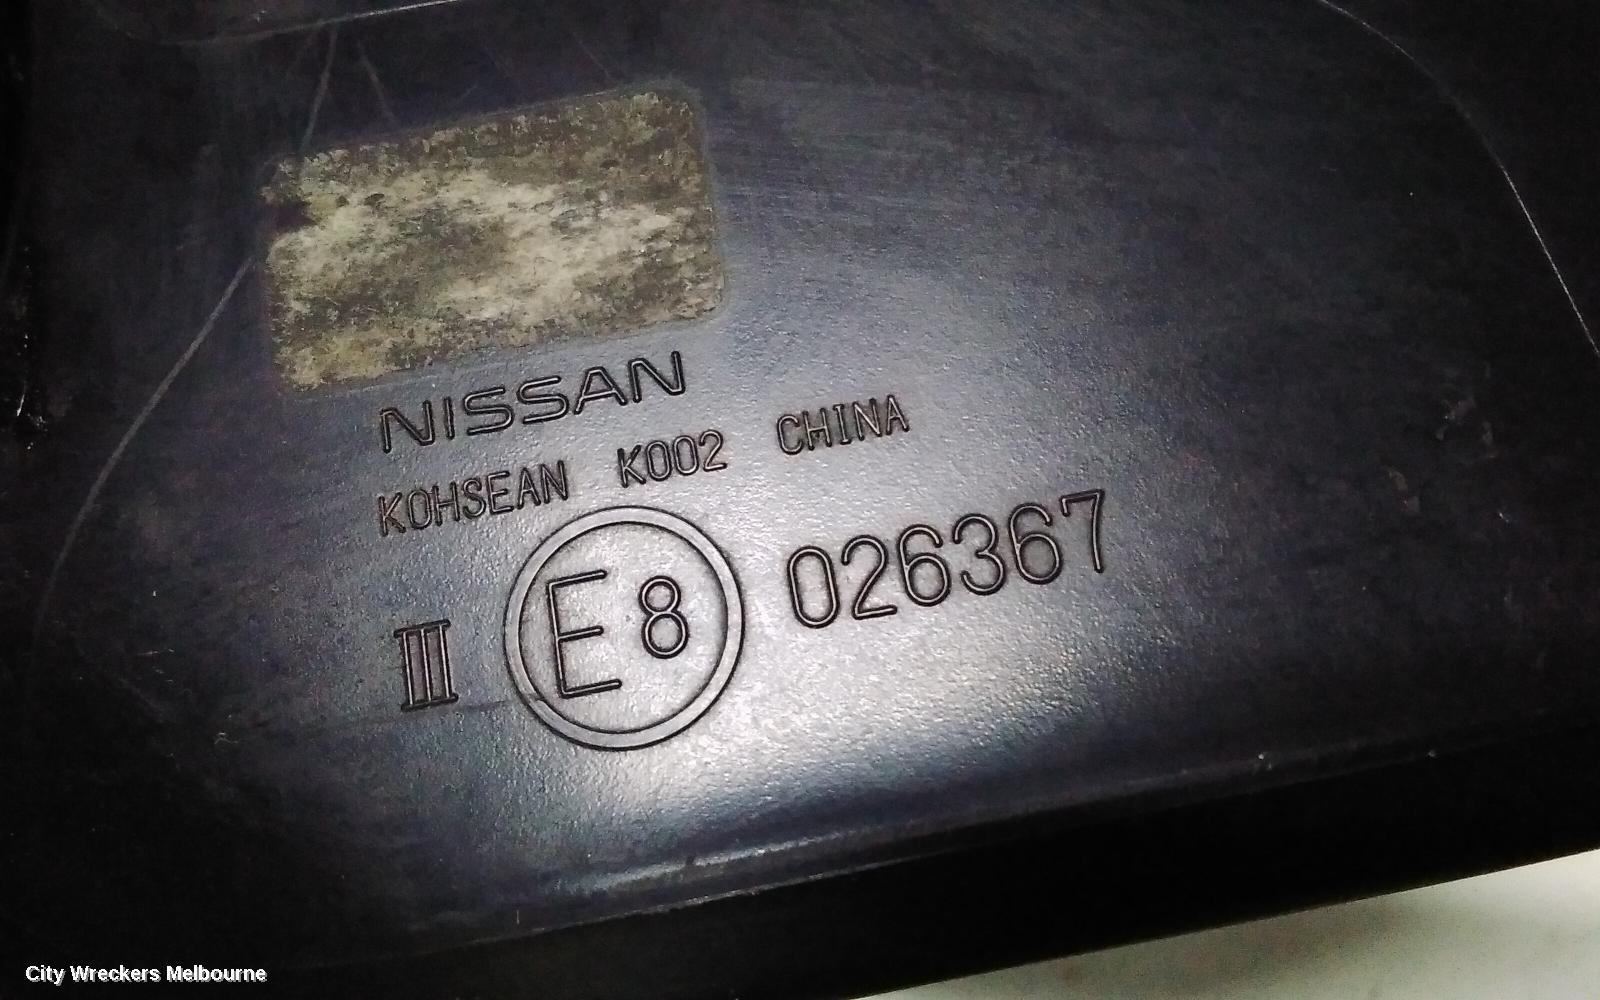 NISSAN
KOHSEAN K002 CHINA
III E8 026367
City Wreckers Melbourne